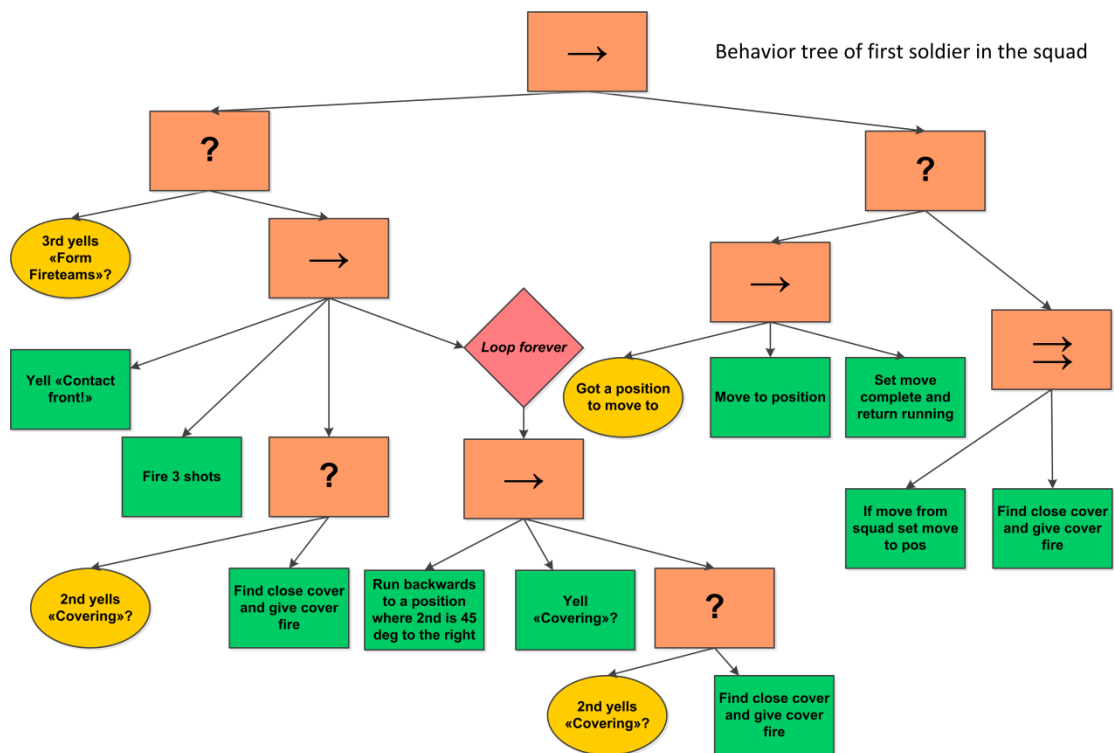 →
Behavior tree of first soldier in the squad
?
?
3rd yells
«Form
Fireteams»?
→
→
Loop forever
→
→
Yell «Contact
front!»
Got a position
to move to
Move to position
Set move
complete and
return running
Fire 3 shots
?
→
If move from
squad set move
to pos
Find close cover
and give cover
fire
2nd yells
«Covering»?
Find close cover
and give cover
fire
Run backwards
to a position
where 2nd is 45
deg to the right
Yell
«Covering»?
?
2nd yells
«Covering»?
Find close cover
and give cover
fire